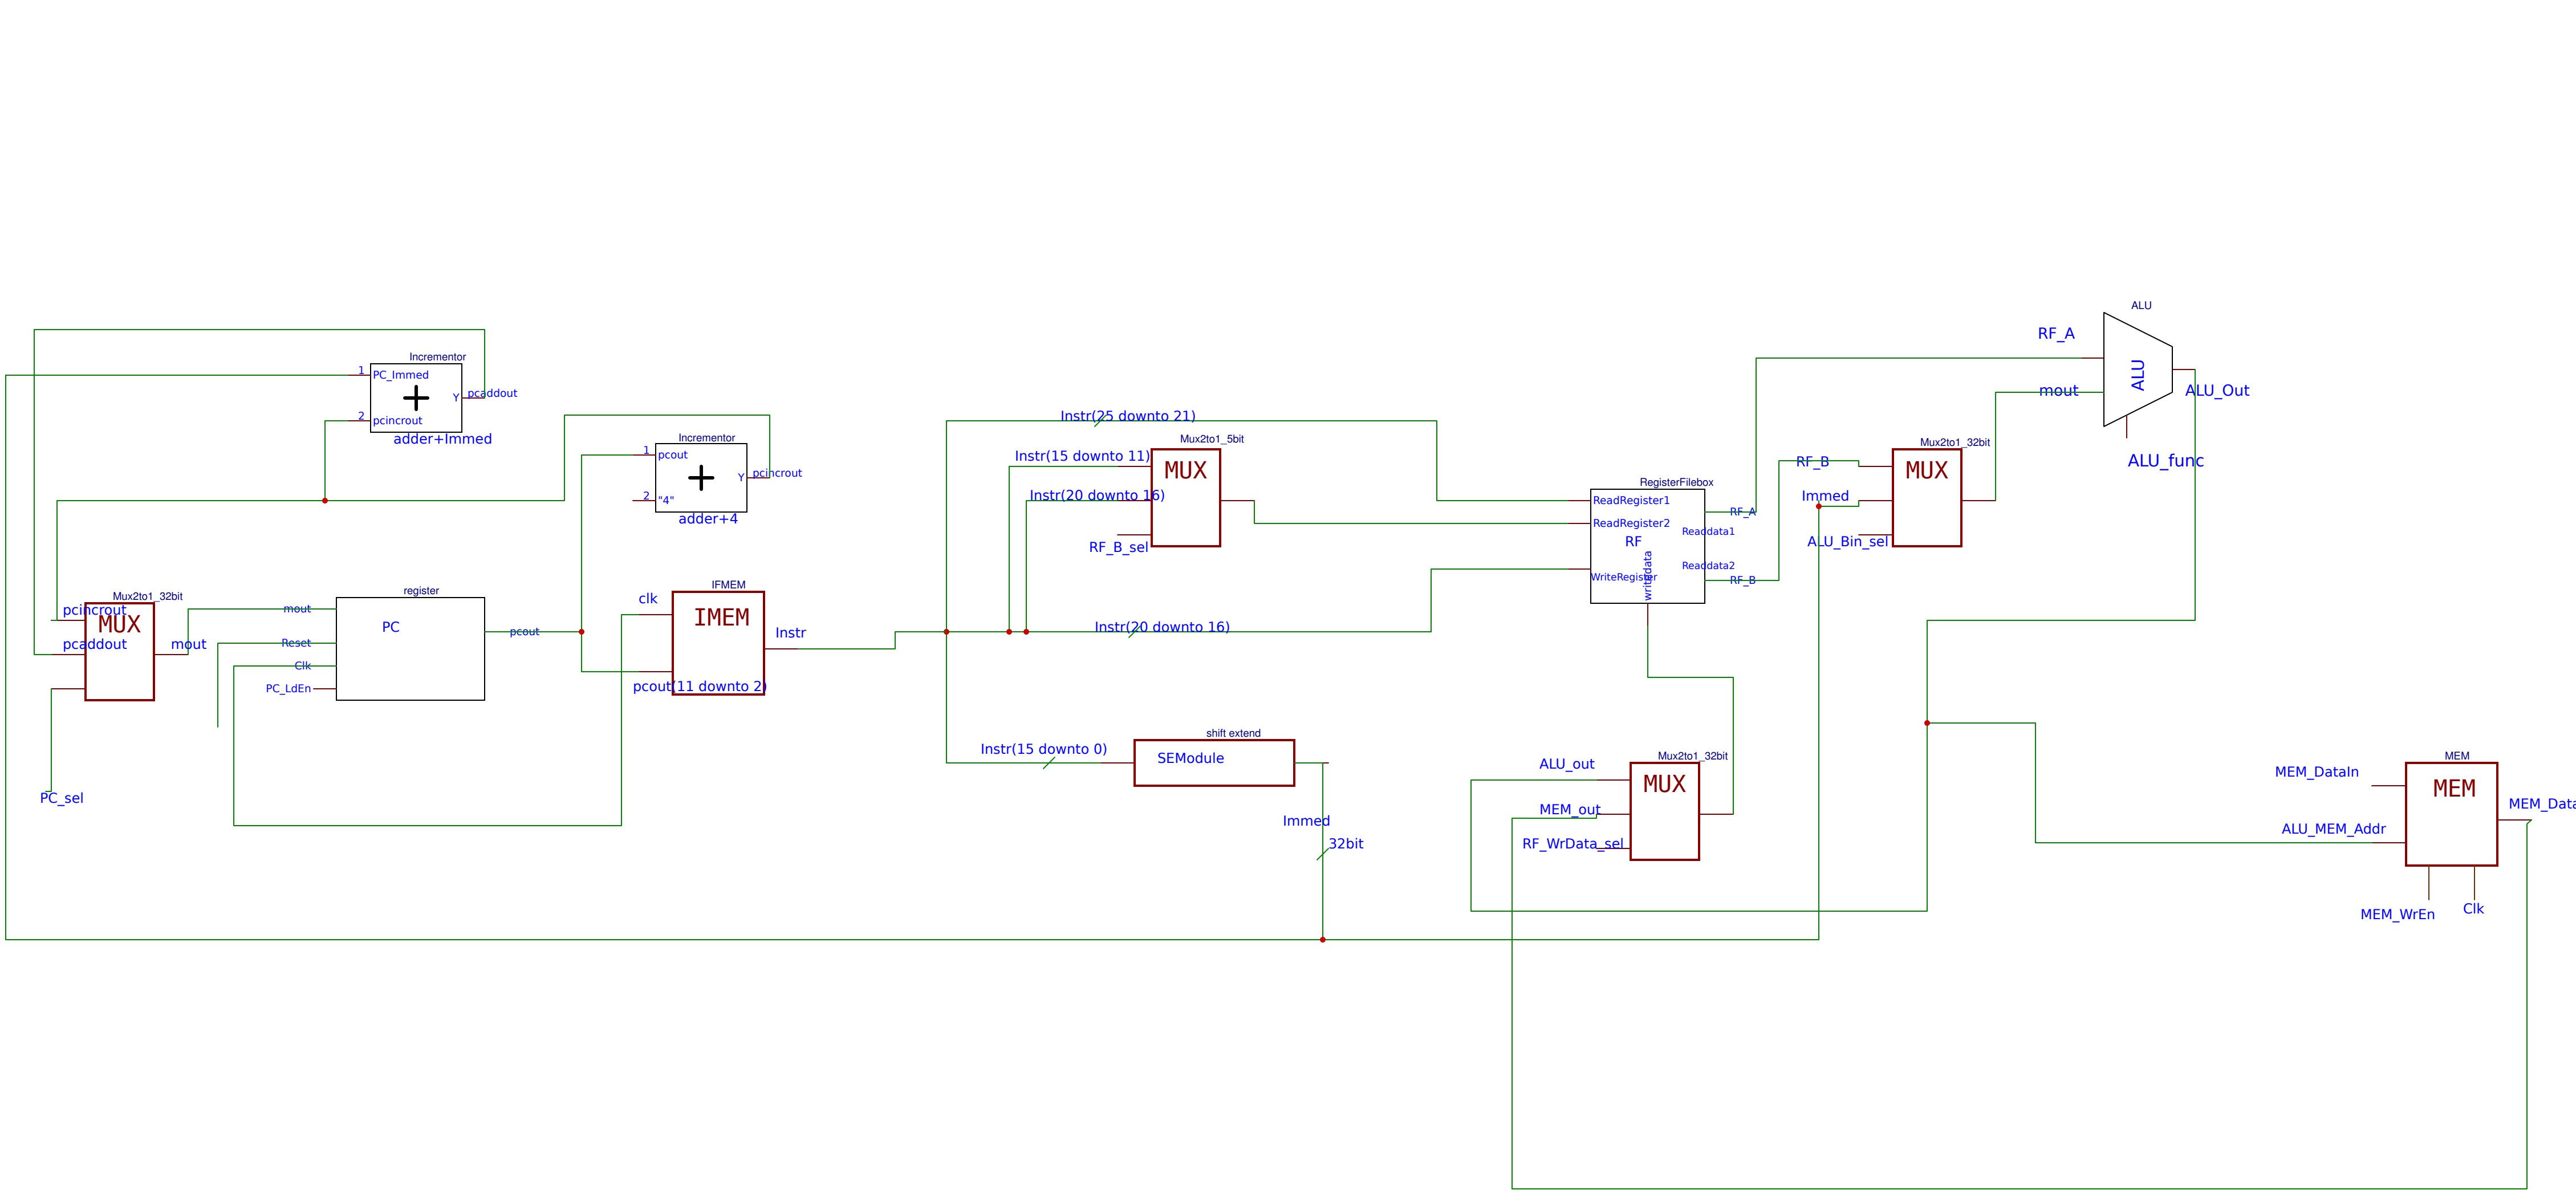 ALU
RF_A
ALU
mout
ALU_Out
ALU_func
Incrementor
1
PC_Immed
Y
pcaddout
2
pcincrout
adder+Immed
Incrementor
1
pcout
Y
pcincrout
2
"4"
adder+4
Instr(25 downto 21)
Mux2to1_5bit
Instr(15 downto 11)
MUX
Instr(20 downto 16)
RF_B_sel
Mux2to1_32bit
RF_B
MUX
Immed
ALU_Bin_sel
RegisterFilebox
ReadRegister1
ReadRegister2
RF
WriteRegister
writedata
RF_A
Readdata1
Readdata2
RF_B
Mux2to1_32bit
pcincrout
MUX
pcaddout
mout
PC_sel
register
mout
PC
Reset
pcout
Clk
PC_LdEn
IFMEM
clk
IMEM
Instr
pcout(11 downto 2)
Instr(20 downto 16)
shift extend
Instr(15 downto 0)
SEModule
Immed
32bit
Mux2to1_32bit
ALU_out
MUX
MEM_out
RF_WrData_sel
MEM
MEM_DataIn
MEM
MEM_Data
ALU_MEM_Addr
MEM_WrEn
Clk